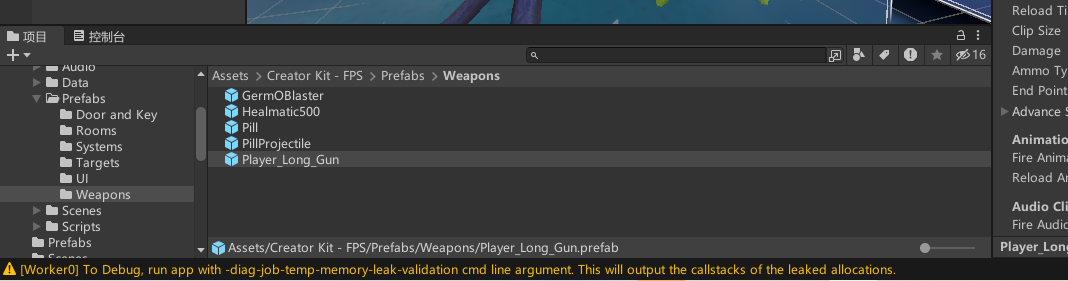 项目
控制台
16
Assets > Creator Kit - FPS > Prefabs > Weapons
Audio
Data
Prefabs
Door and Key
Rooms
Systems
Targets
UI
Weapons
Scenes
Scripts
Prefabs
GermOBlaster
Healmatic500
Pill
PillProjectile
Player_Long_Gun
Assets/Creator Kit - FPS/Prefabs/Weapons/Player_Long_Gun.prefab
Reload Ti
Clip Size
Damage
Ammo Ty
End Point
Advance S
Animatio
Fire Anima
Reload An
Audio Cli
Fire Audio
Player_Lon
[Worker0] To Debug, run app with -diag-job-temp-memory-leak-validation cmd line argument. This will output the callstacks of the leaked allocations.